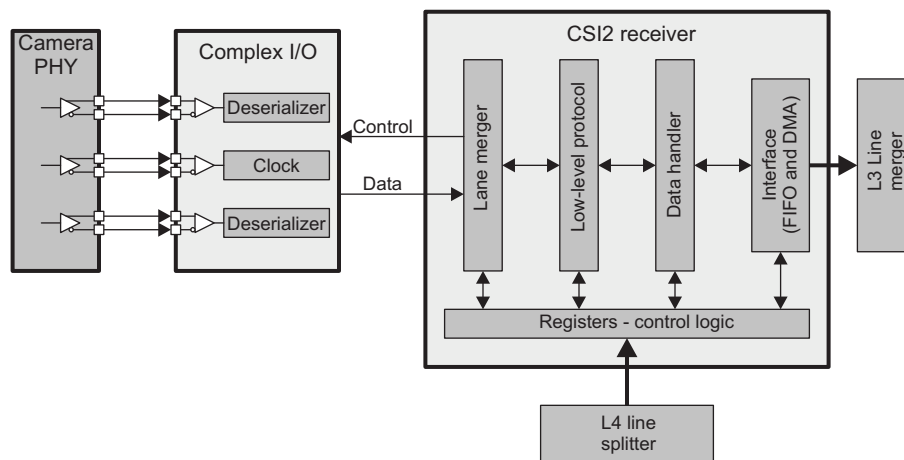 Camera
PHY
Complex I/O
Deserializer
Clock
Deserializer
Control
Data
CSI2 receiver
Lane merger
Low-level protocol
Data handler
Interface
(FIFO and DMA)
Registers - control logic
L3 Line
merger
L4 line
splitter